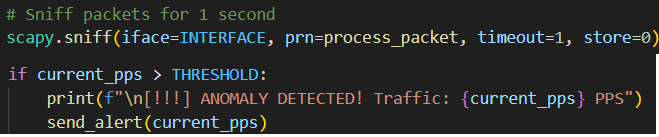 # Sniff packets for 1 second
scapy.sniff(iface=INTERFACE, prn=process_packet, timeout=1, store=0)
if current_pps > THRESHOLD:
    print(f"\n[!!!] ANOMALY DETECTED! Traffic: {current_pps} PPS")
    send_alert(current_pps)